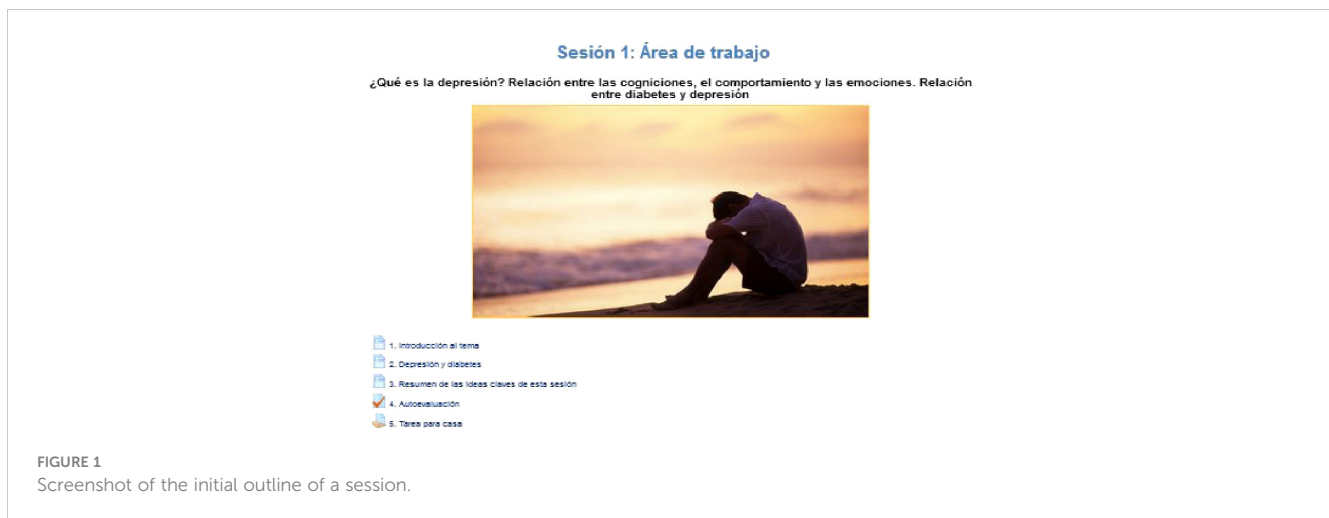 Sesión 1: Área de trabajo
¿Qué es la depresión? Relación entre las cogniciones, el comportamiento y las emociones. Relación
entre diabetes y depresión
1. Introducción al tema
2. Depresión y diabetes
3. Resumen de las ideas claves de esta sesión
4. Autoevaluación
5. Tarea para casa
FIGURE 1
Screenshot of the initial outline of a session.